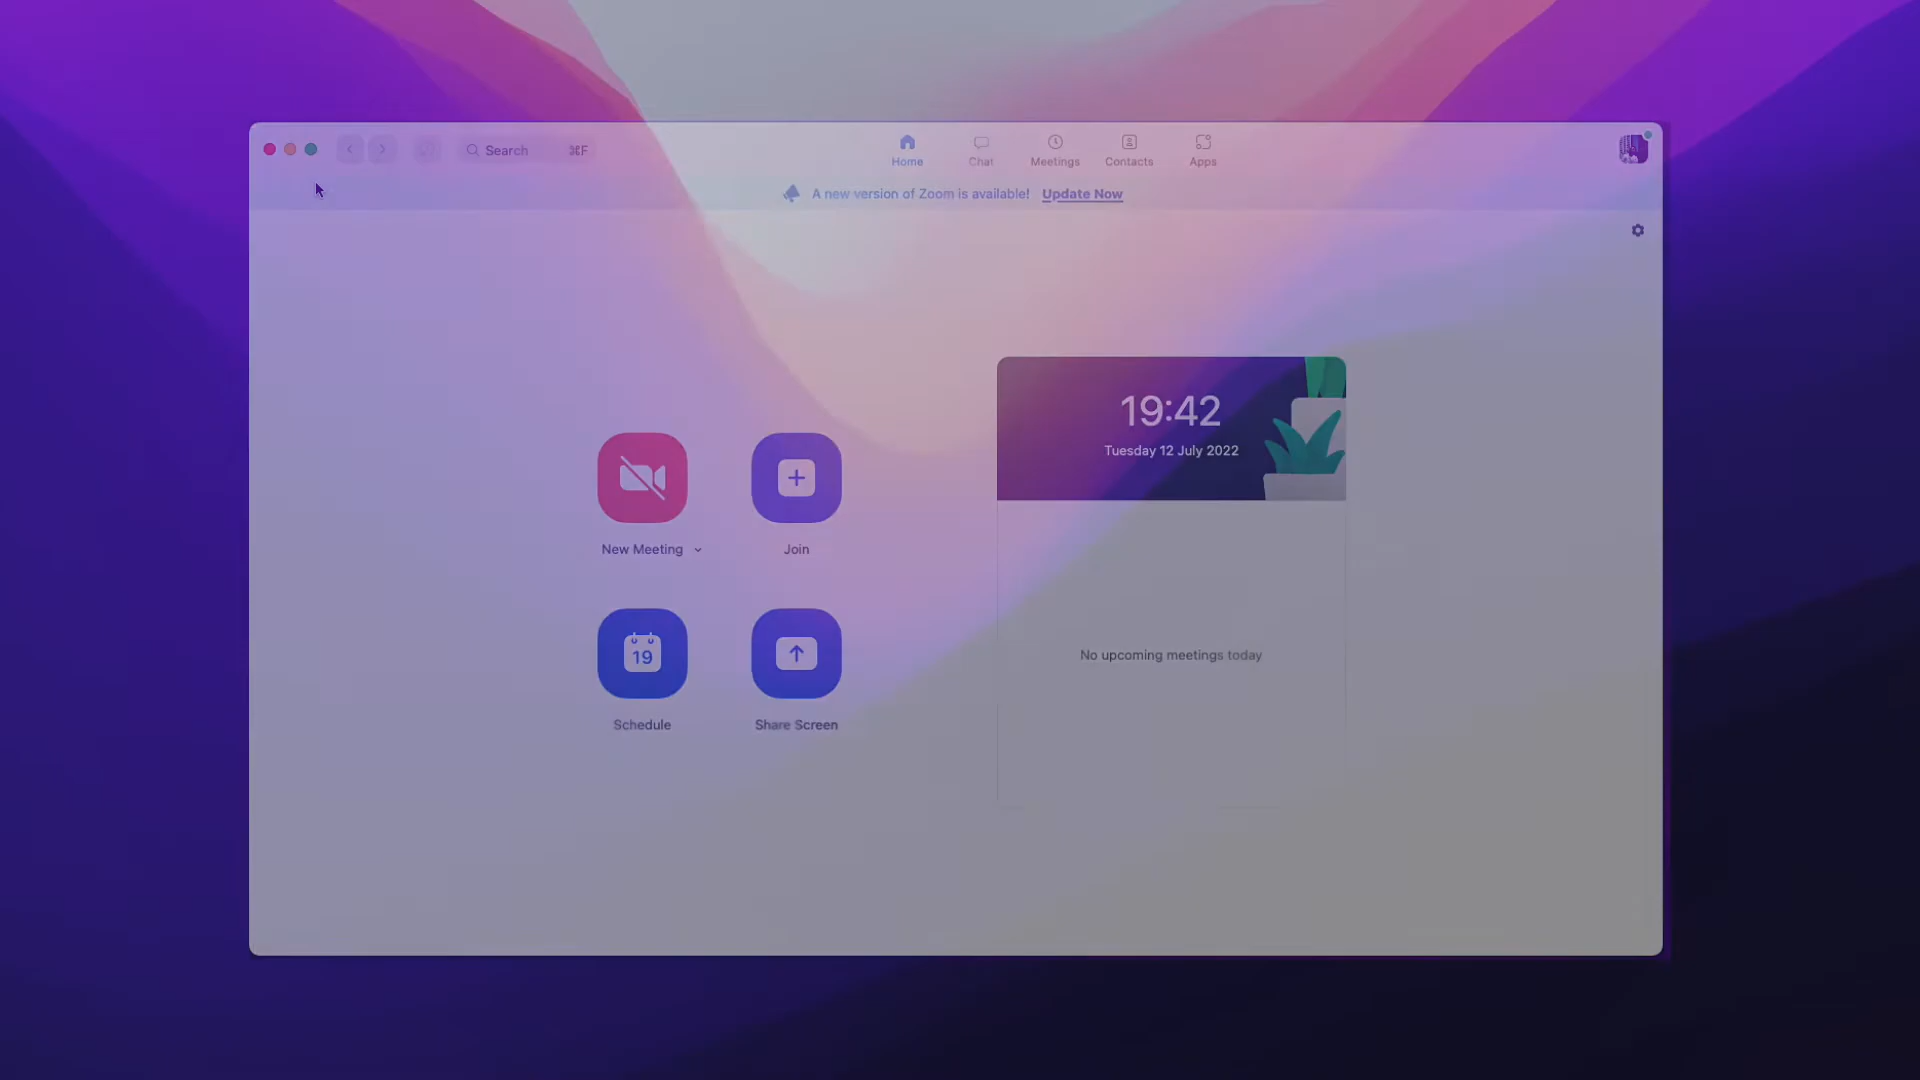 Search ⌘F
Home
Chat
Meetings
Contacts
Apps
A new version of Zoom is available! Update Now
19:42
Tuesday 12 July 2022
New Meeting
Join
19
Schedule
Share Screen
No upcoming meetings today